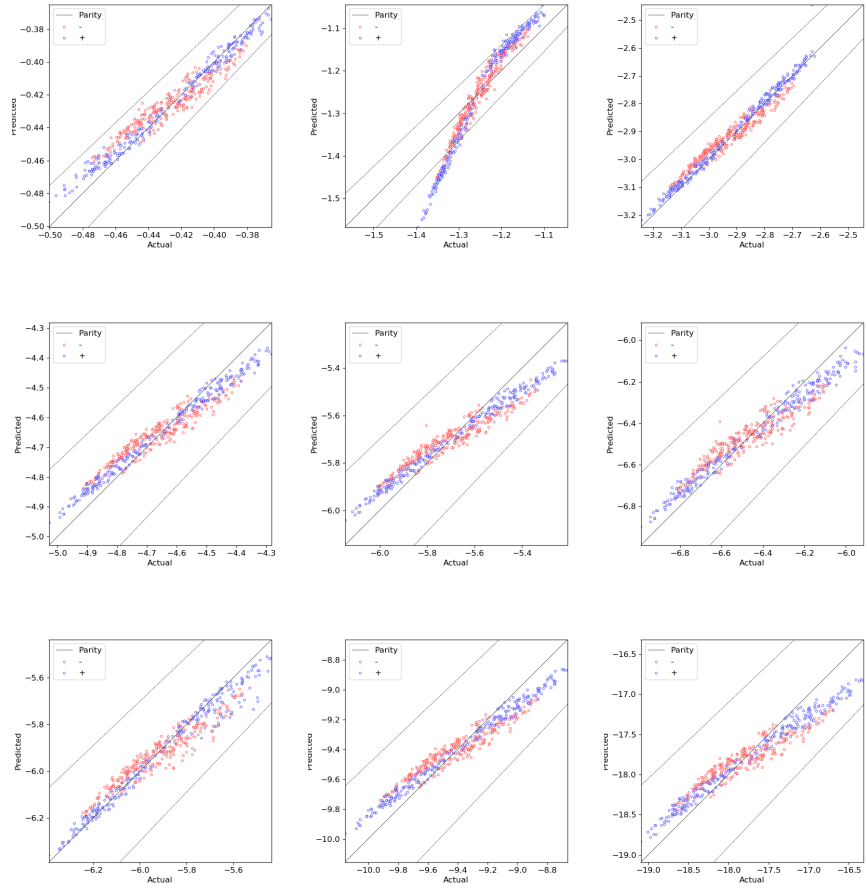 Parity
-
+
−0.38
−0.40
−0.42
−0.44
−0.46
−0.48
−0.50
Predicted
−0.50 −0.48 −0.46 −0.44 −0.42 −0.40 −0.38
Actual
Parity
-
+
−1.1
−1.2
−1.3
−1.4
−1.5
Predicted
−1.5 −1.4 −1.3 −1.2 −1.1
Actual
Parity
-
+
−2.5
−2.6
−2.7
−2.8
−2.9
−3.0
−3.1
−3.2
Predicted
−3.2 −3.1 −3.0 −2.9 −2.8 −2.7 −2.6 −2.5
Actual
Parity
-
+
−4.3
−4.4
−4.5
−4.6
−4.7
−4.8
−4.9
−5.0
Predicted
−5.0 −4.9 −4.8 −4.7 −4.6 −4.5 −4.4 −4.3
Actual
Parity
-
+
−5.4
−5.6
−5.8
−6.0
Predicted
−6.0 −5.8 −5.6 −5.4
Actual
Parity
-
+
−6.0
−6.2
−6.4
−6.6
−6.8
Predicted
−6.8 −6.6 −6.4 −6.2 −6.0
Actual
Parity
-
+
−5.6
−5.8
−6.0
−6.2
Predicted
−6.2 −6.0 −5.8 −5.6
Actual
Parity
-
+
−8.8
−9.0
−9.2
−9.4
−9.6
−9.8
−10.0
Predicted
−10.0 −9.8 −9.6 −9.4 −9.2 −9.0 −8.8
Actual
Parity
-
+
−16.5
−17.0
−17.5
−18.0
−18.5
−19.0
Predicted
−19.0 −18.5 −18.0 −17.5 −17.0 −16.5
Actual